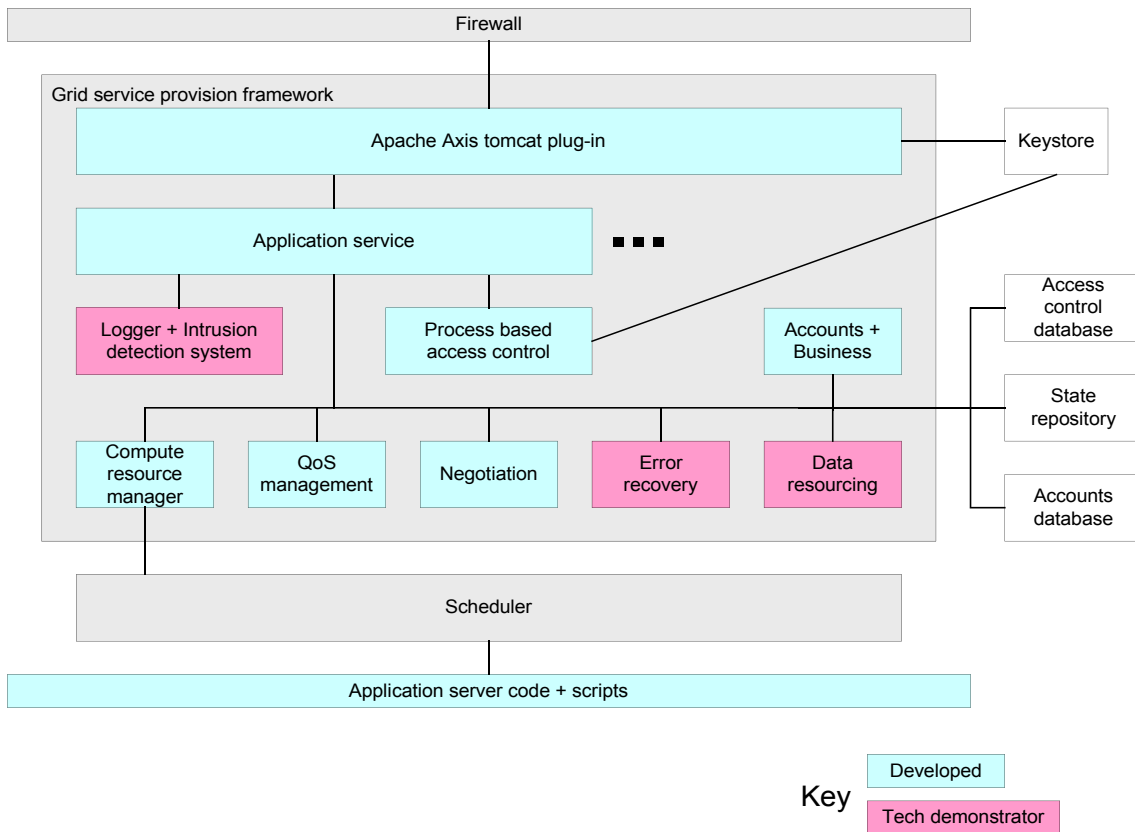 Firewall
Grid service provision framework
Apache Axis tomcat plug-in
Keystore
Application service
Logger + Intrusion
detection system
Process based
access control
Accounts +
Business
Access
control
database
State
repository
Accounts
database
Compute
resource
manager
QoS
management
Negotiation
Error
recovery
Data
resourcing
Scheduler
Application server code + scripts
Key
Developed
Tech demonstrator